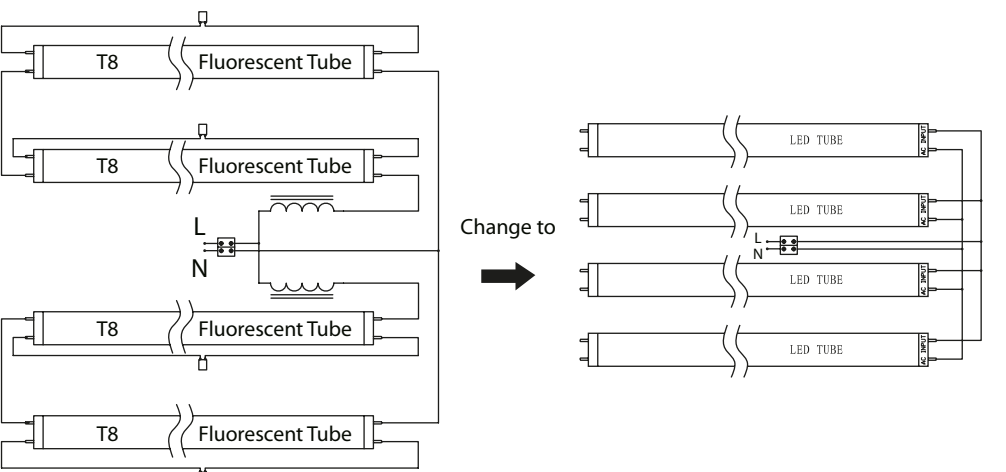 T8 Fluorescent Tube
T8 Fluorescent Tube
L
N
T8 Fluorescent Tube
T8 Fluorescent Tube
Change to
LED TUBE AC INPUT
LED TUBE AC INPUT
L
N
LED TUBE AC INPUT
LED TUBE AC INPUT